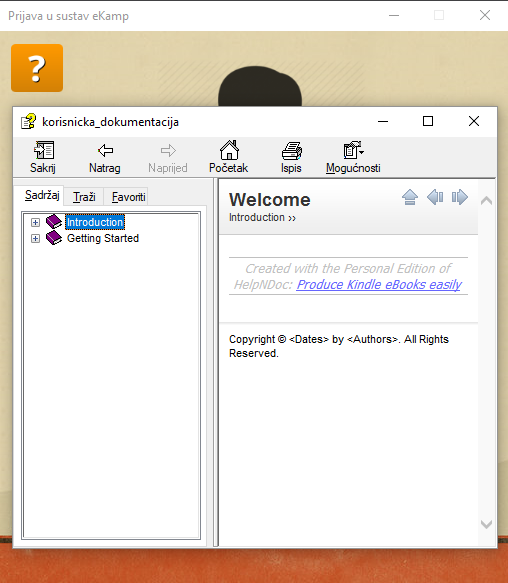 Prijava u sustav eKamp
?
korisnicka_dokumentacija
Sakrij Natrag Naprijed Početak Ispis Mogućnosti
Sadržaj Traži Favoriti
Introduction
Getting Started
Welcome
Introduction ››
Created with the Personal Edition of
HelpNDoc: Produce Kindle eBooks easily
Copyright © <Dates> by <Authors>. All Rights
Reserved.